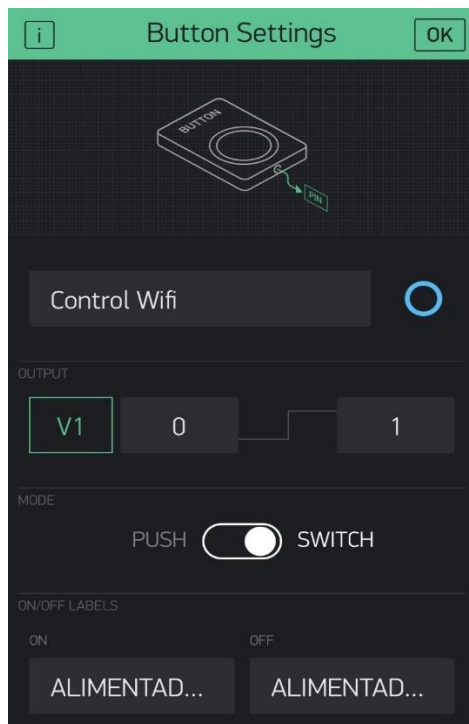 i Button Settings OK
BUTTON
PIN
Control Wifi
OUTPUT
V1 0 1
MODE
PUSH SWITCH
ON/OFF LABELS
ON OFF
ALIMENTAD... ALIMENTAD...